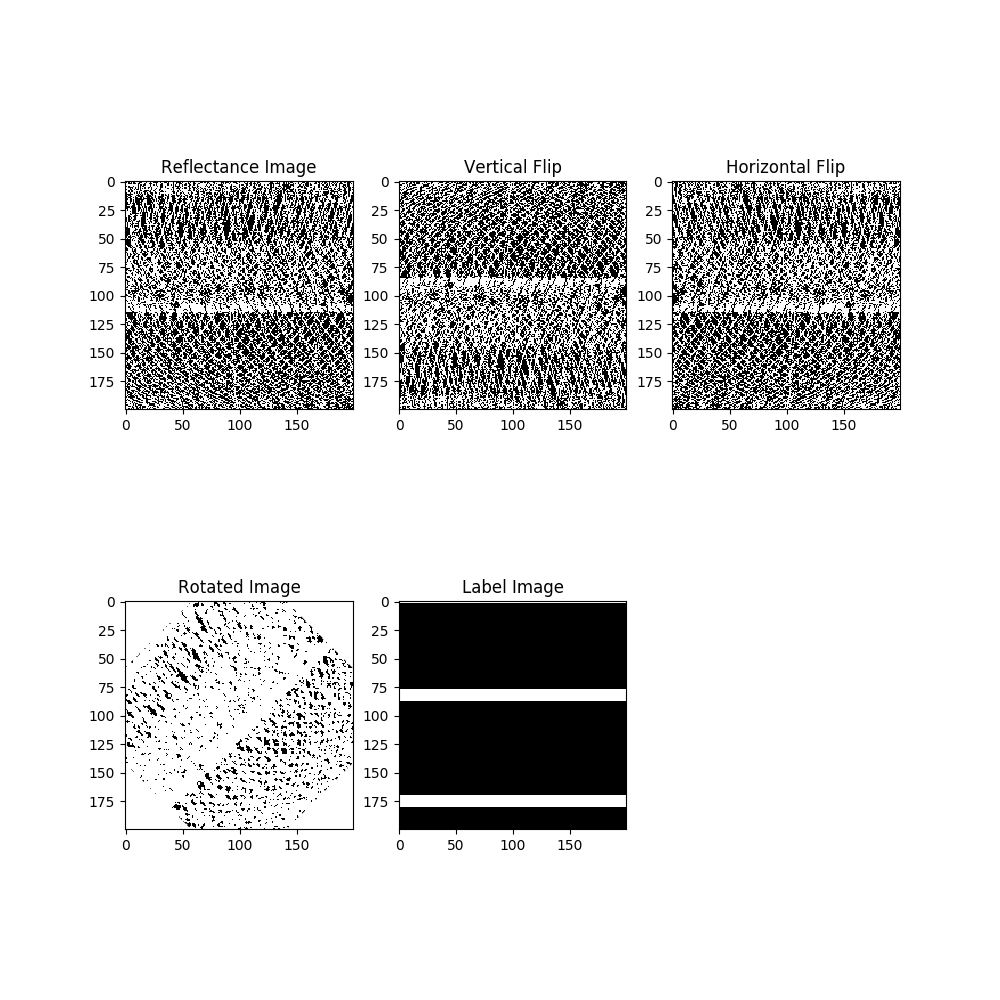 Reflectance Image Vertical Flip Horizontal Flip
0 0 0
25 25 25
50 50 50
75 75 75
100 100 100
125 125 125
150 150 150
175 175 175
0 50 100 150 0 50 100 150 0 50 100 150
Rotated Image Label Image
0 0
25 25
50 50
75 75
100 100
125 125
150 150
175 175
0 50 100 150 0 50 100 150